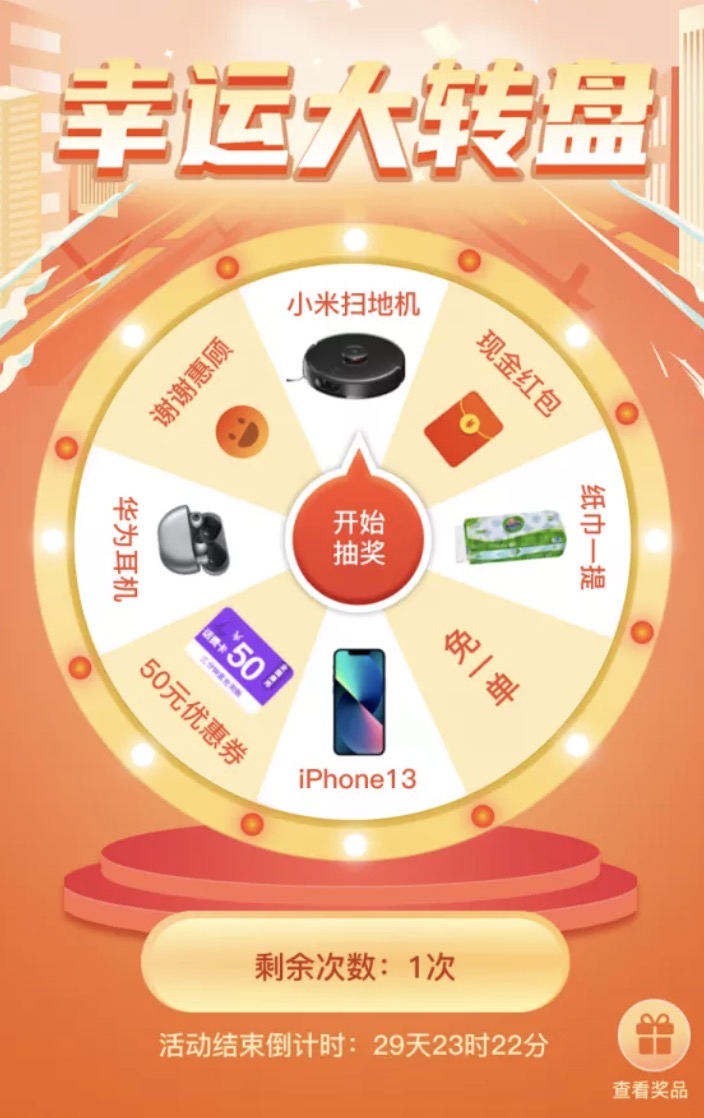 幸运大转盘
小米扫地机
谢谢惠顾
现金红包
华为耳机
开始
抽奖
纸巾一提
50
50元优惠券
免一单
iPhone13
剩余次数：1次
活动结束倒计时：29天23时22分
查看奖品